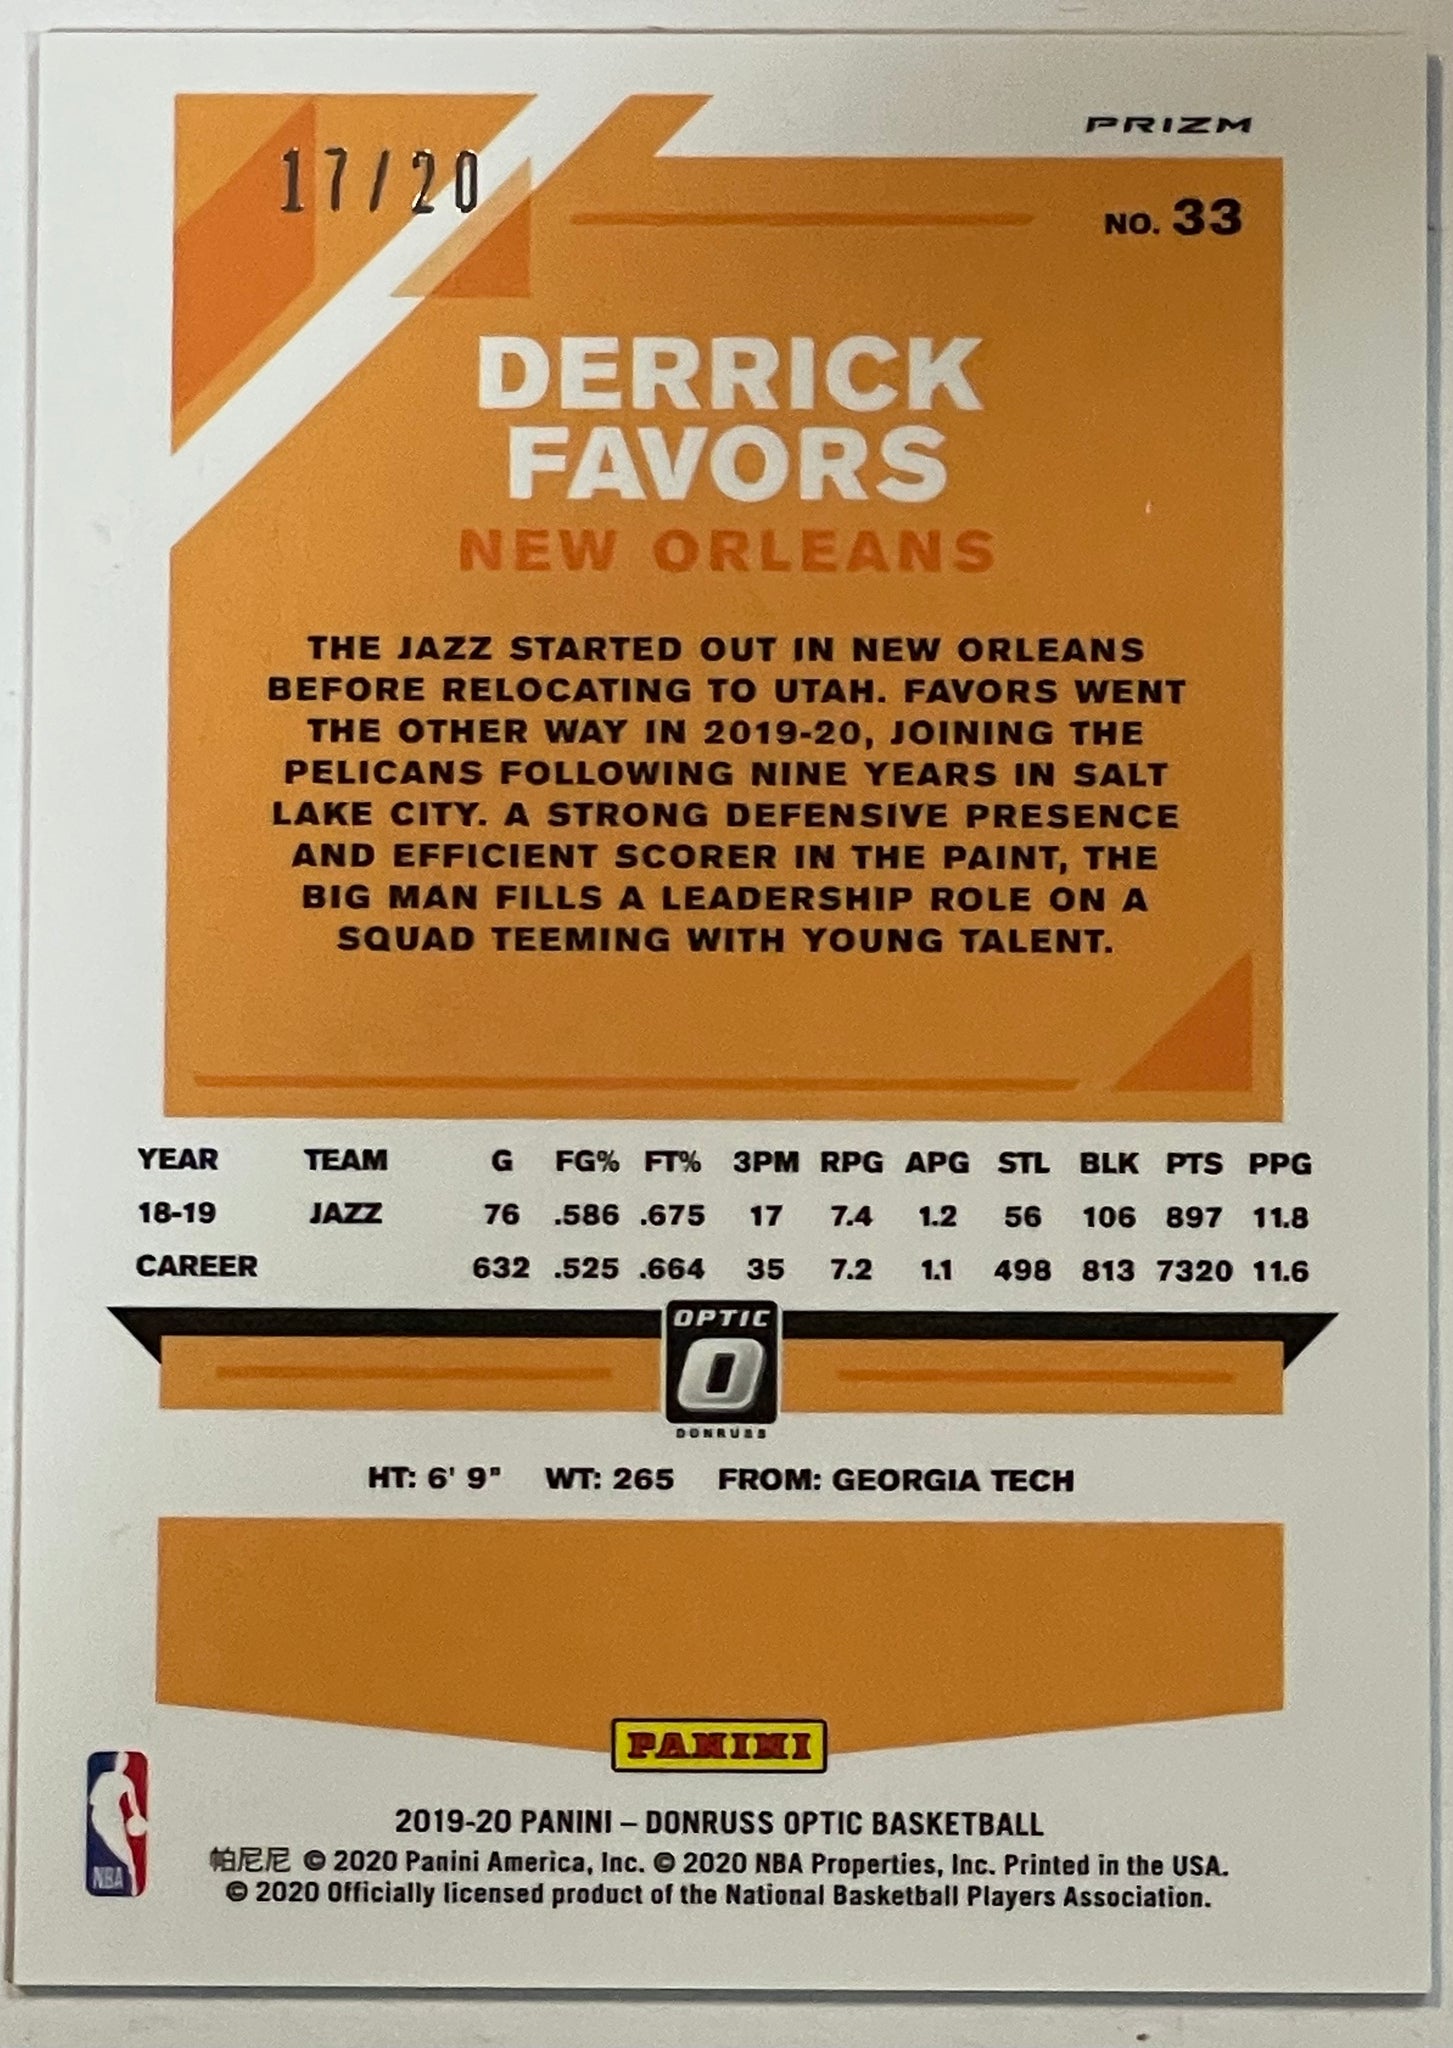 PRIZM
17/20
NO. 33
DERRICK
FAVORS
NEW ORLEANS
THE JAZZ STARTED OUT IN NEW ORLEANS
BEFORE RELOCATING TO UTAH. FAVORS WENT
THE OTHER WAY IN 2019-20, JOINING THE
PELICANS FOLLOWING NINE YEARS IN SALT
LAKE CITY. A STRONG DEFENSIVE PRESENCE
AND EFFICIENT SCORER IN THE PAINT, THE
BIG MAN FILLS A LEADERSHIP ROLE ON A
SQUAD TEEMING WITH YOUNG TALENT.
YEAR TEAM G FG% FT% 3PM RPG APG STL BLK PTS PPG
18-19 JAZZ 76 .586 .675 17 7.4 1.2 56 106 897 11.8
CAREER 632 .525 .664 35 7.2 1.1 498 813 7320 11.6
OPTIC
O
DONRUSS
HT: 6' 9" WT: 265 FROM: GEORGIA TECH
PANINI
NBA
2019-20 PANINI – DONRUSS OPTIC BASKETBALL
帕尼尼 © 2020 Panini America, Inc. © 2020 NBA Properties, Inc. Printed in the USA.
© 2020 Officially licensed product of the National Basketball Players Association.